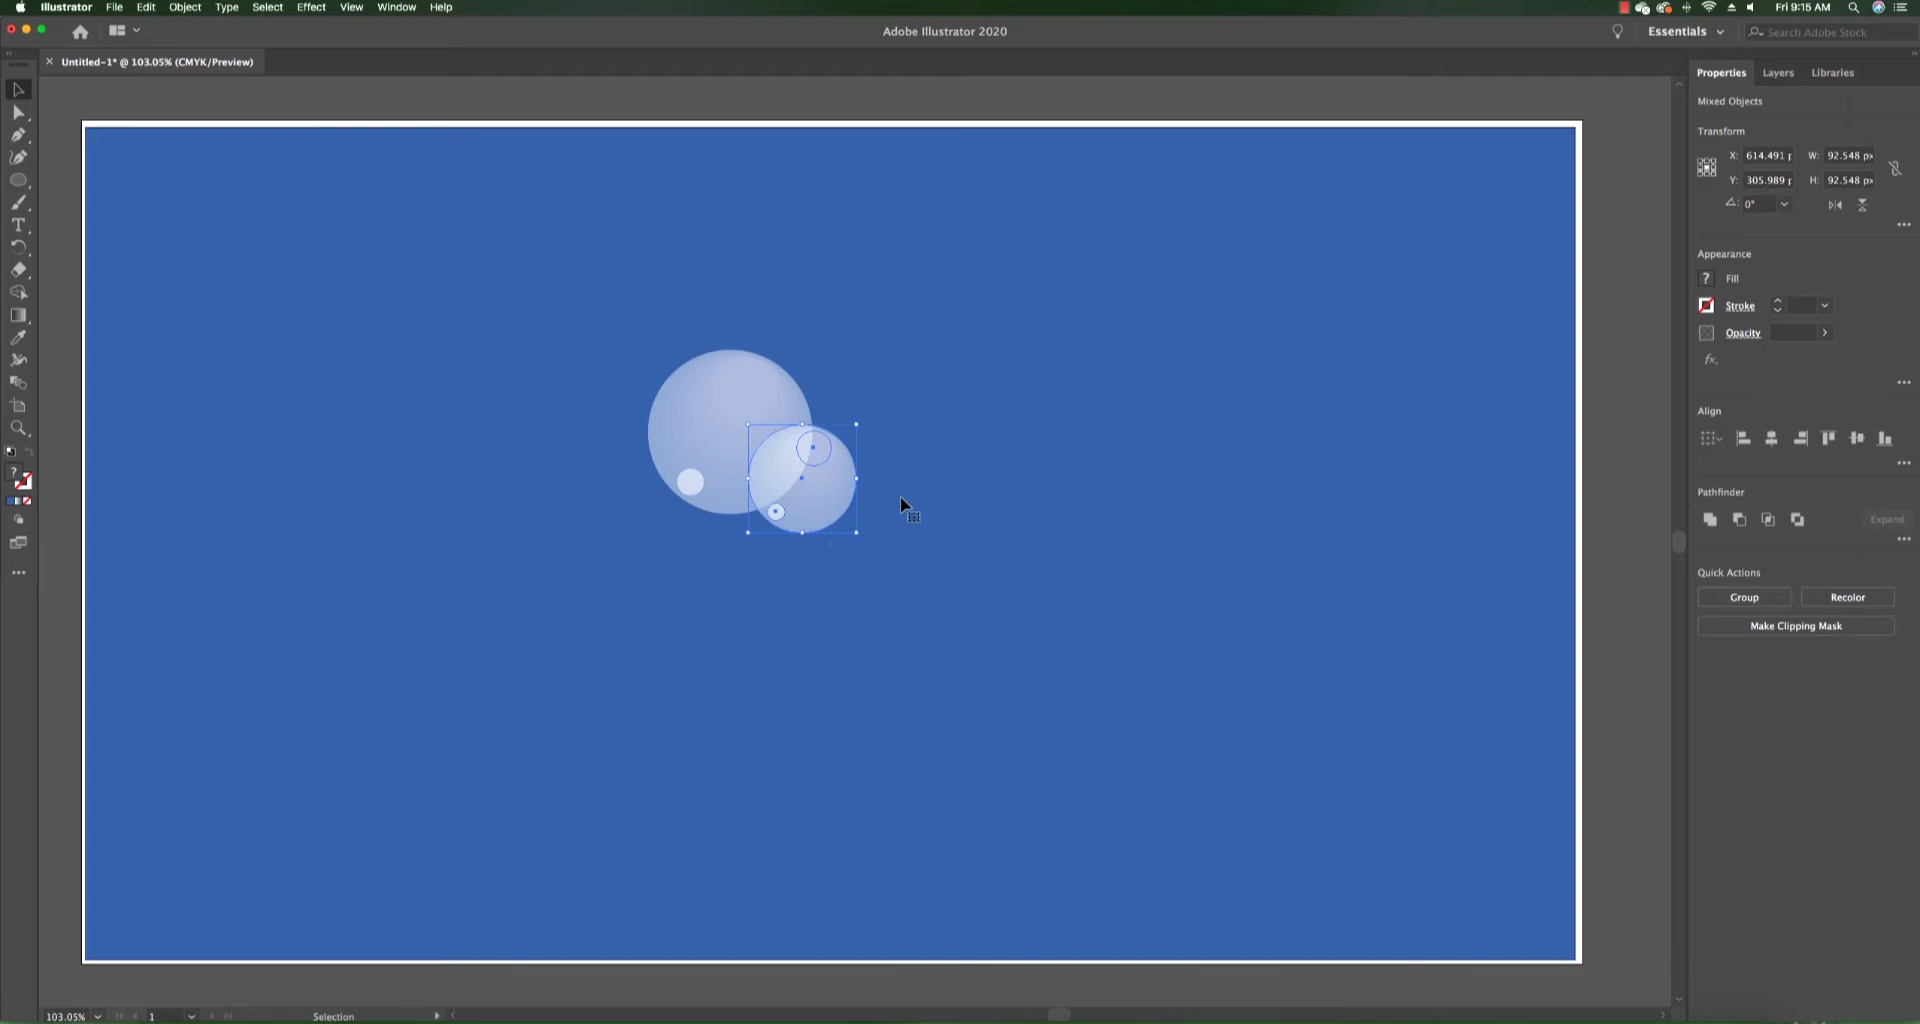 Illustrator File Edit Object Type Select Effect View Window Help
Fri 9:15 AM
Adobe Illustrator 2020
Essentials
Search Adobe Stock
× Untitled-1* @ 103.05% (CMYK/Preview)
Properties Layers Libraries
Mixed Objects
Transform
X: 614.491 p W: 92.548 px
Y: 305.989 p H: 92.548 px
0°
Appearance
? Fill
Stroke
Opacity
fx.
Align
Pathfinder
Expand
Quick Actions
Group Recolor
Make Clipping Mask
T
?
103.05% 1 Selection